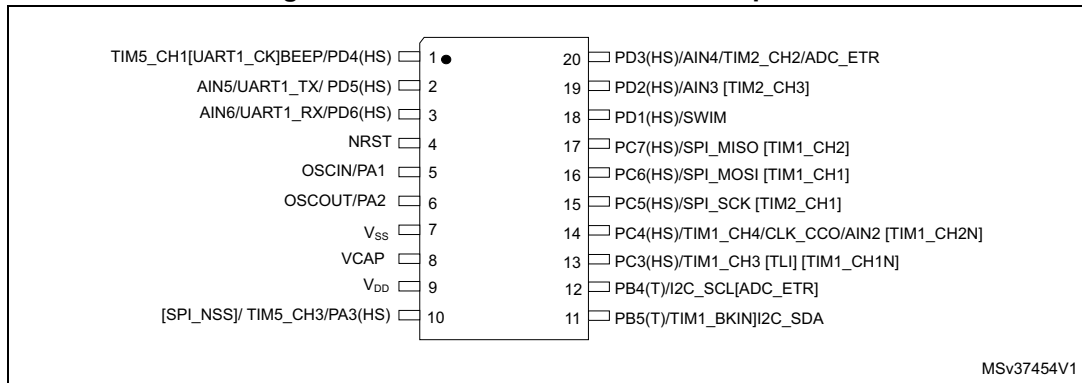 TIM5_CH1[UART1_CK]BEEP/PD4(HS) 1 20 PD3(HS)/AIN4/TIM2_CH2/ADC_ETR
AIN5/UART1_TX/ PD5(HS) 2 19 PD2(HS)/AIN3 [TIM2_CH3]
AIN6/UART1_RX/PD6(HS) 3 18 PD1(HS)/SWIM
NRST 4 17 PC7(HS)/SPI_MISO [TIM1_CH2]
OSCIN/PA1 5 16 PC6(HS)/SPI_MOSI [TIM1_CH1]
OSCOUT/PA2 6 15 PC5(HS)/SPI_SCK [TIM2_CH1]
VSS 7 14 PC4(HS)/TIM1_CH4/CLK_CCO/AIN2 [TIM1_CH2N]
VCAP 8 13 PC3(HS)/TIM1_CH3 [TLI] [TIM1_CH1N]
VDD 9 12 PB4(T)/I2C_SCL[ADC_ETR]
[SPI_NSS]/ TIM5_CH3/PA3(HS) 10 11 PB5(T)/TIM1_BKIN]I2C_SDA
MSv37454V1